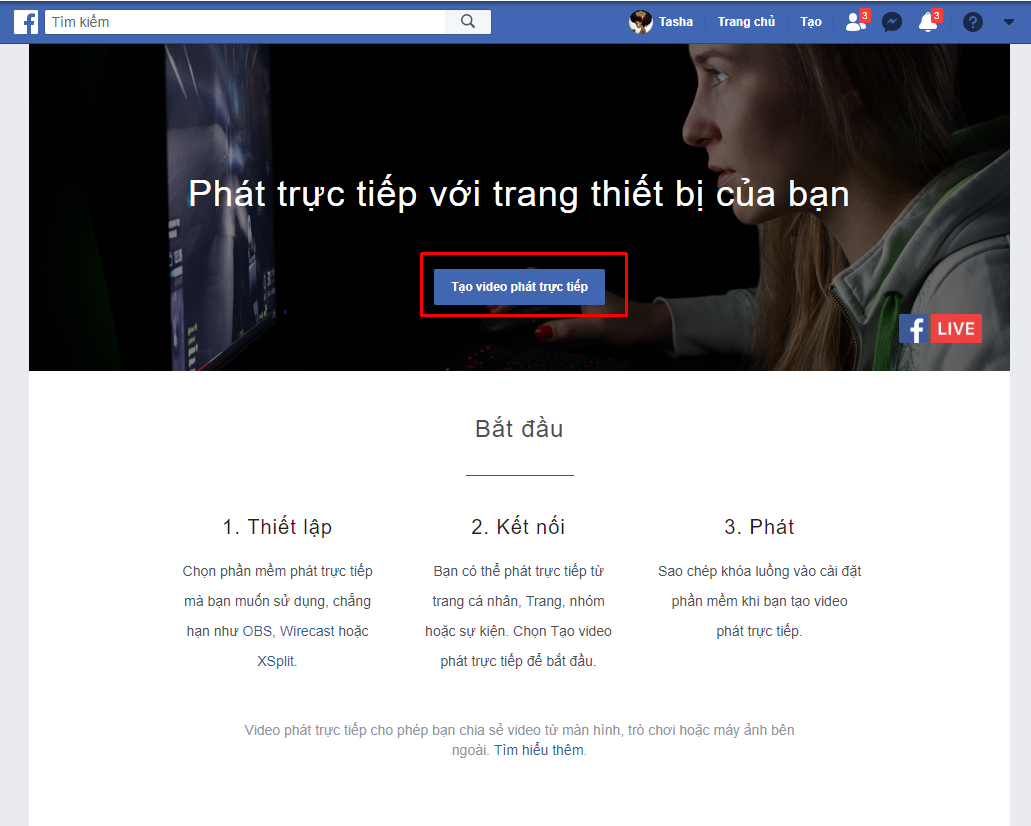 Tìm kiếm
Tasha Trang chủ Tạo 3 3
Phát trực tiếp với trang thiết bị của bạn
Tạo video phát trực tiếp
f LIVE
Bắt đầu
1. Thiết lập
Chọn phần mềm phát trực tiếp
mà bạn muốn sử dụng, chẳng
hạn như OBS, Wirecast hoặc
XSplit.
2. Kết nối
Bạn có thể phát trực tiếp từ
trang cá nhân, Trang, nhóm
hoặc sự kiện. Chọn Tạo video
phát trực tiếp để bắt đầu.
3. Phát
Sao chép khóa luồng vào cài đặt
phần mềm khi bạn tạo video
phát trực tiếp.
Video phát trực tiếp cho phép bạn chia sẻ video từ màn hình, trò chơi hoặc máy ảnh bên
ngoài. Tìm hiểu thêm.